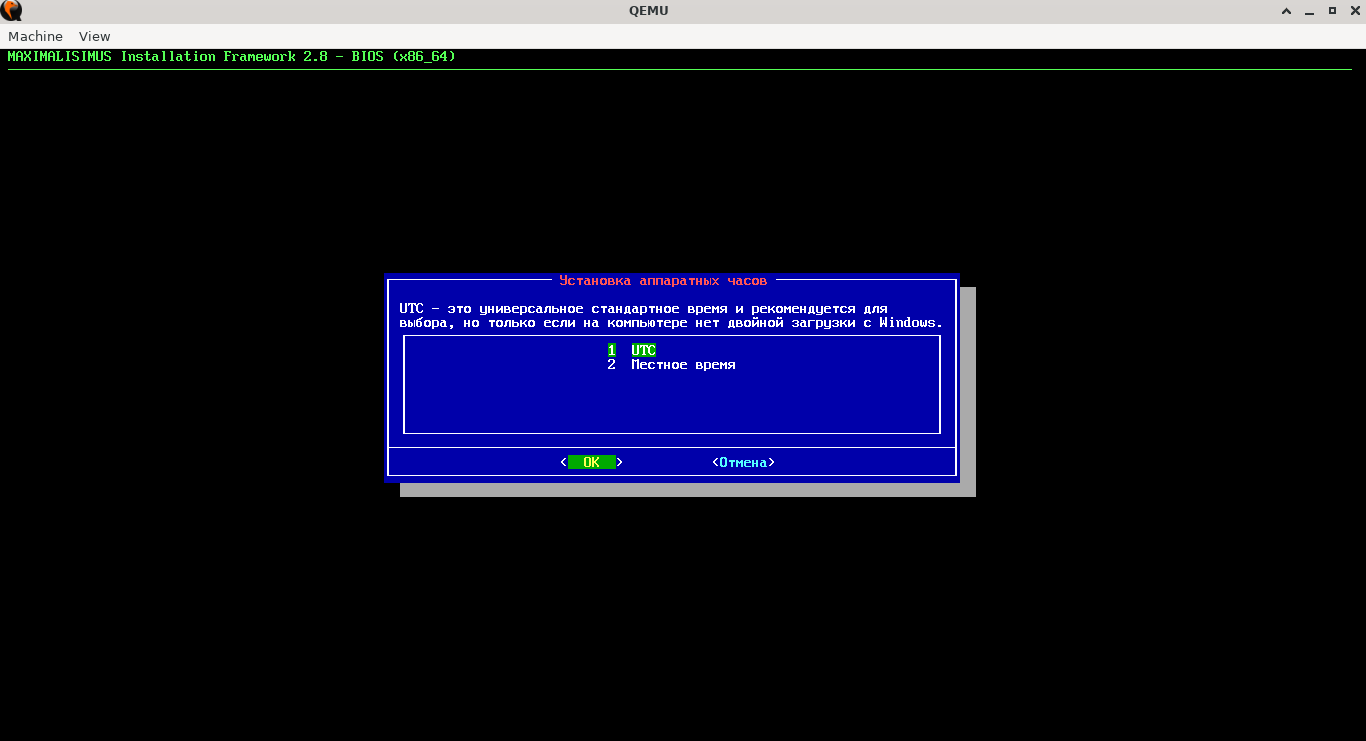 QEMU
Machine View
MAXIMALISIMUS Installation Framework 2.8 - BIOS (x86_64)
Установка аппаратных часов
UTC - это универсальное стандартное время и рекомендуется для
выбора, но только если на компьютере нет двойной загрузки с Windows.
1 UTC
2 Местное время
< OK > <Отмена>